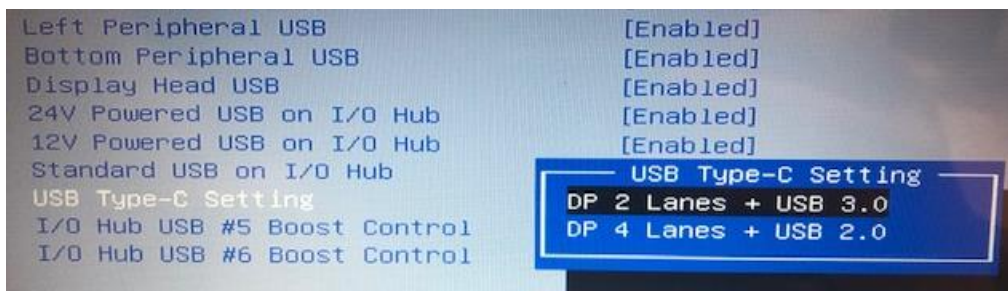 Left Peripheral USB [Enabled]
Bottom Peripheral USB [Enabled]
Display Head USB [Enabled]
24V Powered USB on I/O Hub [Enabled]
12V Powered USB on I/O Hub [Enabled]
Standard USB on I/O Hub
USB Type-C Setting
I/O Hub USB #5 Boost Control
I/O Hub USB #6 Boost Control
USB Type-C Setting
DP 2 Lanes + USB 3.0
DP 4 Lanes + USB 2.0